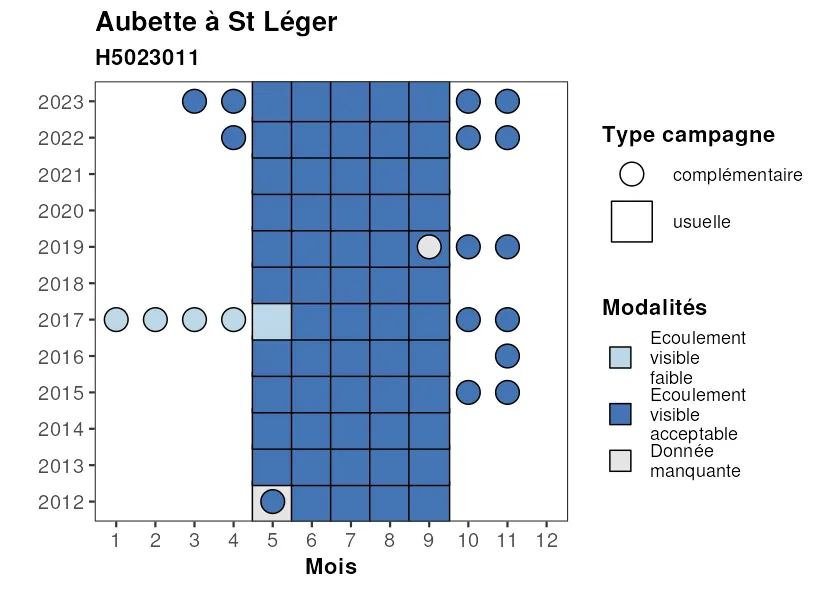 Aubette à St Léger
H5023011
2023
2022
2021
2020
2019
2018
2017
2016
2015
2014
2013
2012
1 2 3 4 5 6 7 8 9 10 11 12
Mois
Type campagne
complémentaire
usuelle
Modalités
Ecoulement
visible
faible
Ecoulement
visible
acceptable
Donnée
manquante